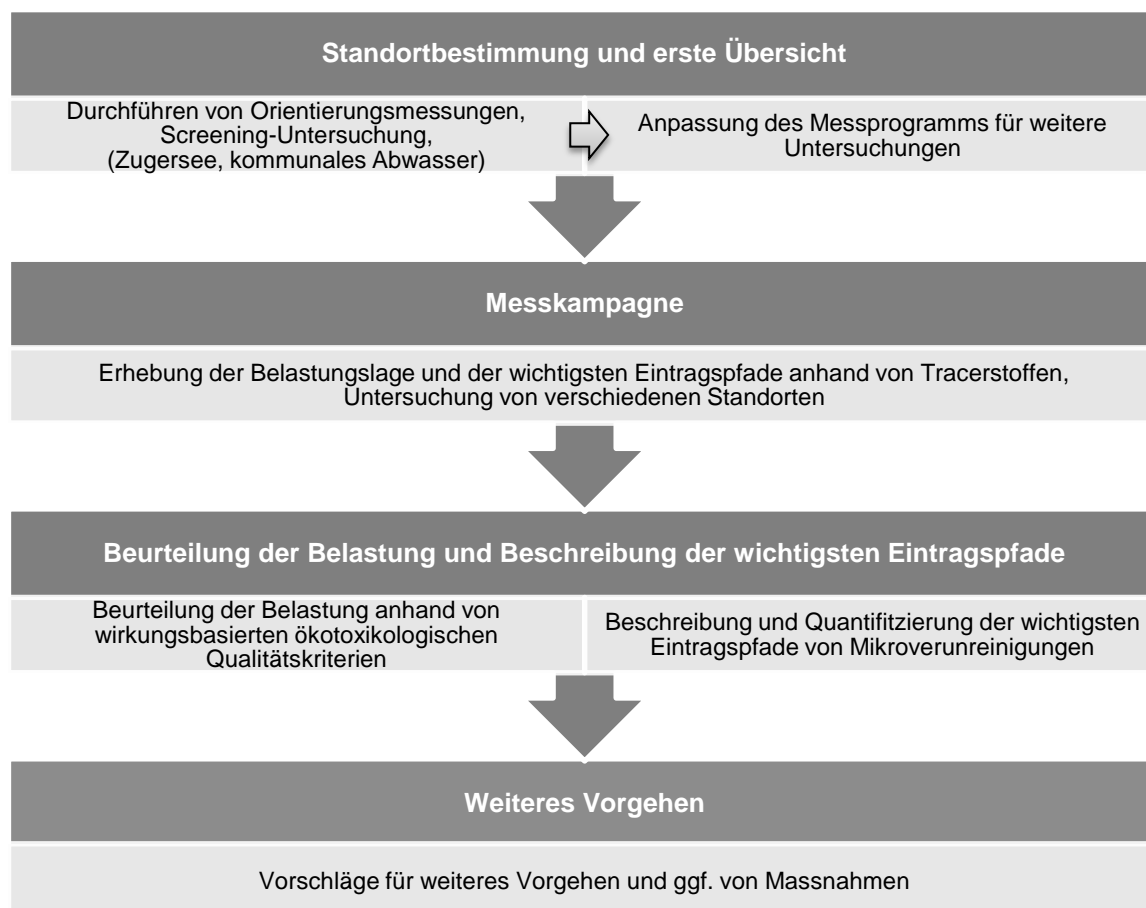 Standortbestimmung und erste Übersicht
Durchführen von Orientierungsmessungen,
Screening-Untersuchung,
(Zugersee, kommunales Abwasser)
Anpassung des Messprogramms für weitere
Untersuchungen
Messkampagne
Erhebung der Belastungslage und der wichtigsten Eintragspfade anhand von Tracerstoffen,
Untersuchung von verschiedenen Standorten
Beurteilung der Belastung und Beschreibung der wichtigsten Eintragspfade
Beurteilung der Belastung anhand von
wirkungsbasierten ökotoxikologischen
Qualitätskriterien
Beschreibung und Quantifitzierung der wichtigsten
Eintragspfade von Mikroverunreinigungen
Weiteres Vorgehen
Vorschläge für weiteres Vorgehen und ggf. von Massnahmen